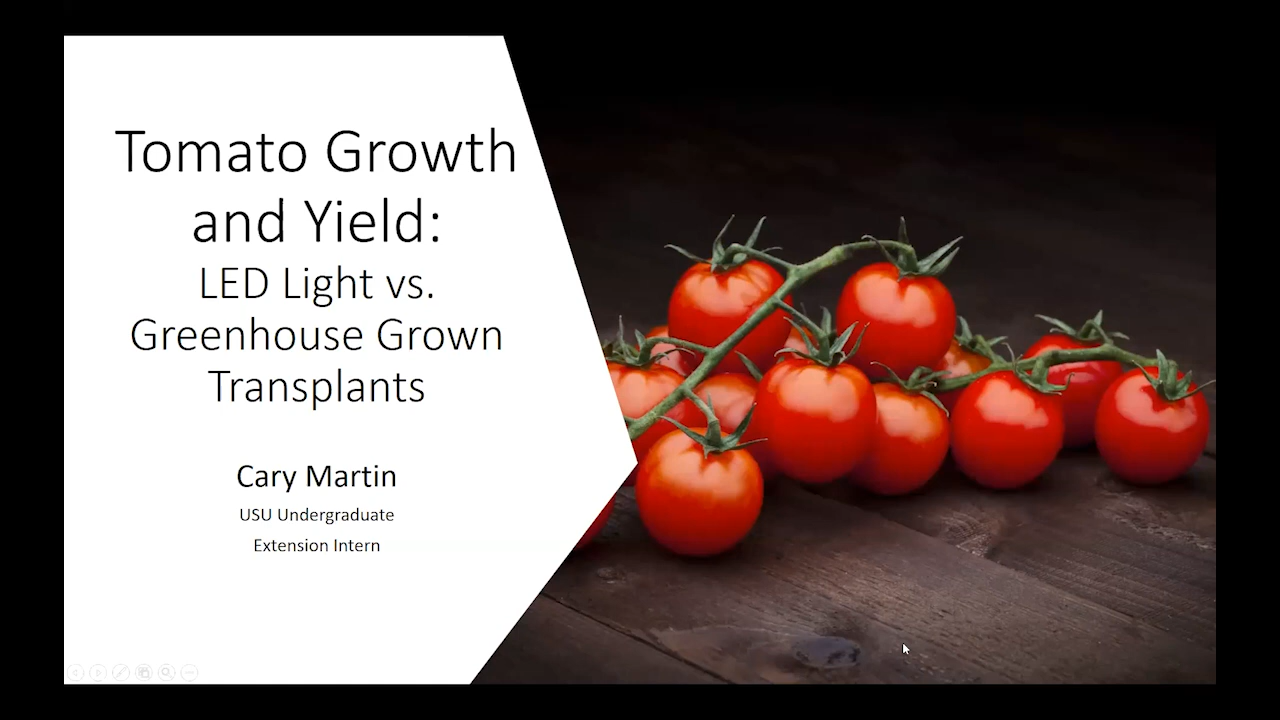 Tomato Growth
and Yield:
LED Light vs.
Greenhouse Grown
Transplants
Cary Martin
USU Undergraduate
Extension Intern